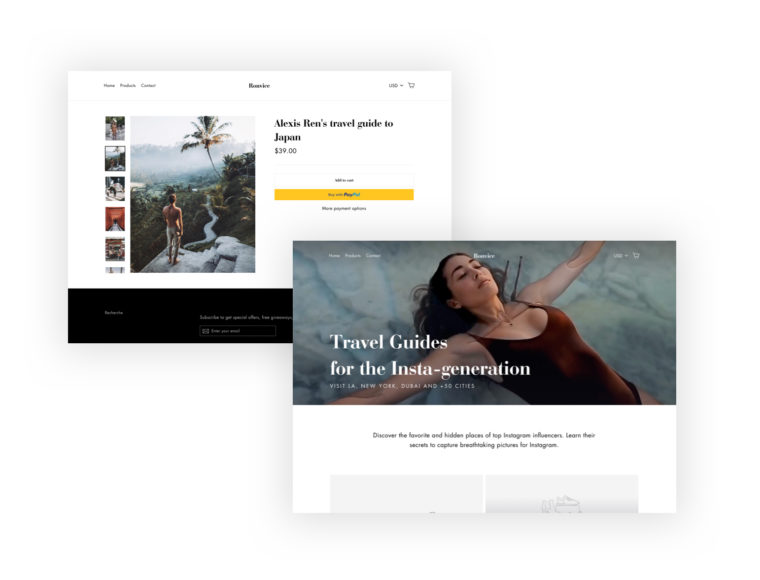 Home Products Contact
Ronvice
USD
Alexis Ren's travel guide to
Japan
$39.00
Add to cart
Buy with PayPal
More payment options
Recherche
Subscribe to get special offers, free giveaways,
Enter your email
Home Products Contact
Ronvice
USD
Travel Guides
for the Insta-generation
VISIT LA, NEW YORK, DUBAI AND +50 CITIES
Discover the favorite and hidden places of top Instagram influencers. Learn their
secrets to capture breathtaking pictures for Instagram.